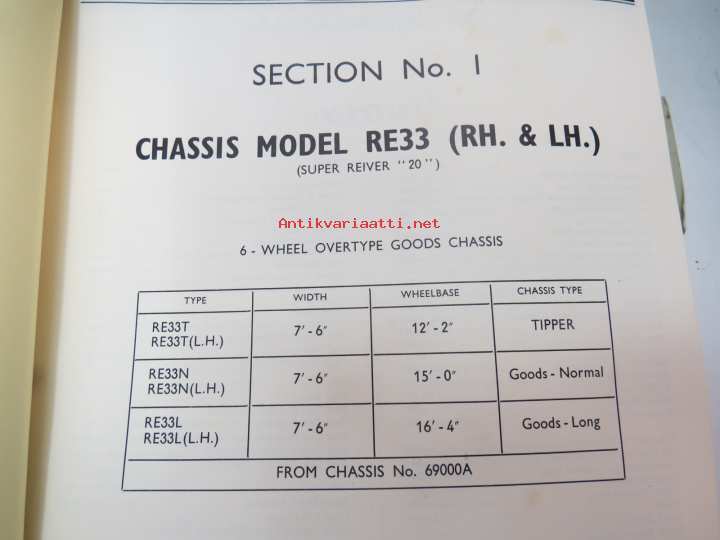 SECTION No. 1
CHASSIS MODEL RE33 (RH. & LH.)
(SUPER REIVER "20")
Antikvariaatti.net
6 - WHEEL OVERTYPE GOODS CHASSIS
TYPE WIDTH WHEELBASE CHASSIS TYPE
RE33T
RE33T(L.H.) 7' - 6" 12' - 2" TIPPER
RE33N
RE33N(L.H.) 7' - 6" 15' - 0" Goods - Normal
RE33L
RE33L(L.H.) 7' - 6" 16' - 4" Goods - Long
FROM CHASSIS No. 69000A